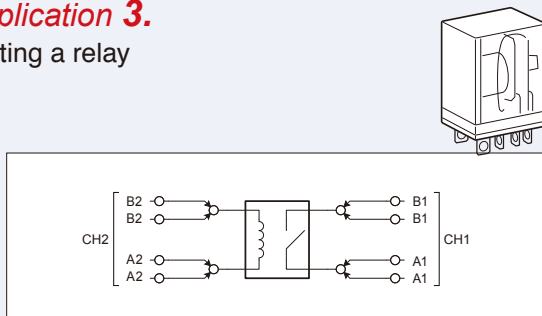 plication 3.
ting a relay
B2 B1
B2 B1
CH2 CH1
A2 A1
A2 A1